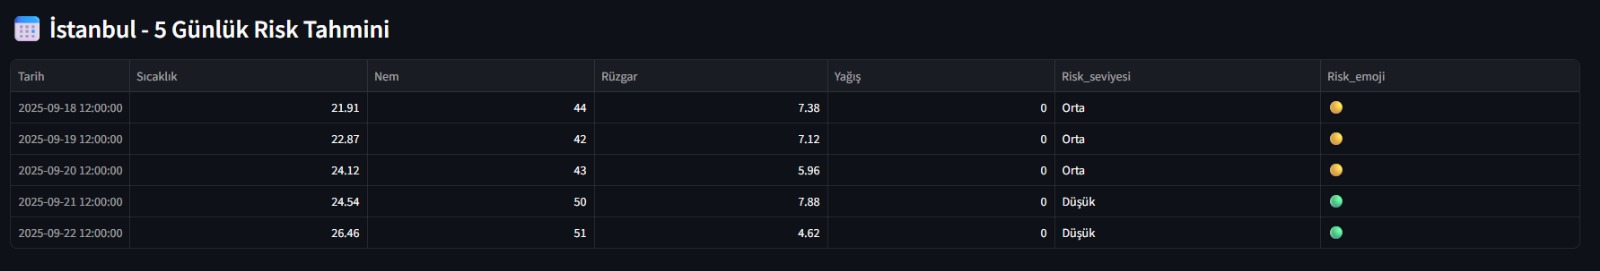 İstanbul - 5 Günlük Risk Tahmini
Tarih Sıcaklık Nem Rüzgar Yağış Risk_seviyesi Risk_emoji
2025-09-18 12:00:00 21.91 44 7.38 0 Orta
2025-09-19 12:00:00 22.87 42 7.12 0 Orta
2025-09-20 12:00:00 24.12 43 5.96 0 Orta
2025-09-21 12:00:00 24.54 50 7.88 0 Düşük
2025-09-22 12:00:00 26.46 51 4.62 0 Düşük